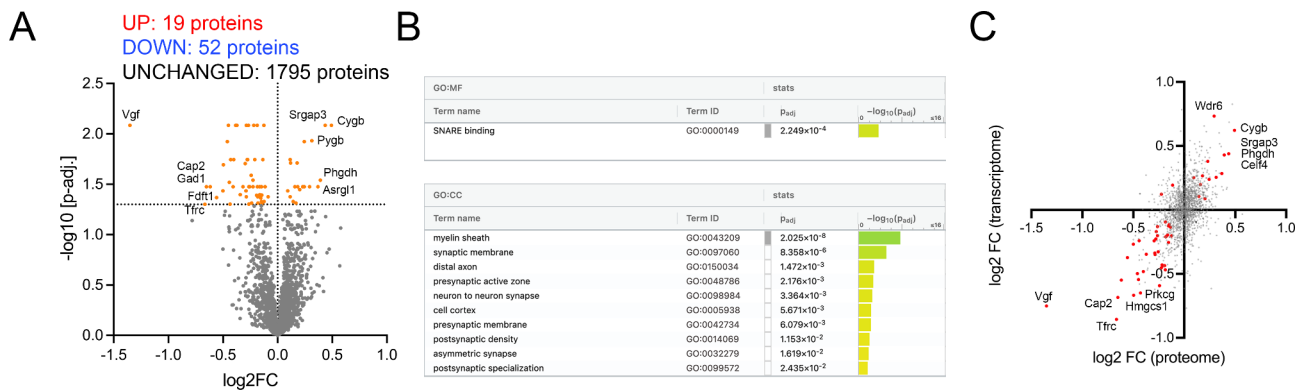 A
UP: 19 proteins
DOWN: 52 proteins
UNCHANGED: 1795 proteins
-log10 [p-adj.]
2.5
2.0
1.5
1.0
0.5
0.0
Vgf
Srgap3
Cygb
Pygb
Cap2
Gad1
Phgdh
Asrgl1
Fdft1
Tfrc
-1.5
-1.0
-0.5
0.0
0.5
1.0
log2FC
B
GO:MF stats
Term name Term ID padj −log10(padj)
0 ≤16
SNARE binding GO:0000149 2.249×10−4
GO:CC stats
Term name Term ID padj −log10(padj)
0 ≤16
myelin sheath GO:0043209 2.025×10−8
synaptic membrane GO:0097060 8.358×10−6
distal axon GO:0150034 1.472×10−3
presynaptic active zone GO:0048786 2.176×10−3
neuron to neuron synapse GO:0098984 3.364×10−3
cell cortex GO:0005938 5.671×10−3
presynaptic membrane GO:0042734 6.079×10−3
postsynaptic density GO:0014069 1.153×10−2
asymmetric synapse GO:0032279 1.619×10−2
postsynaptic specialization GO:0099572 2.435×10−2
C
log2 FC (transcriptome)
1.0
0.5
-0.5
-1.0
Wdr6
Cygb
Srgap3
Phgdh
Celf4
-1.5
-1.0
-0.5
0.5
1.0
Vgf
Cap2
Prkcg
Hmgcs1
Tfrc
log2 FC (proteome)